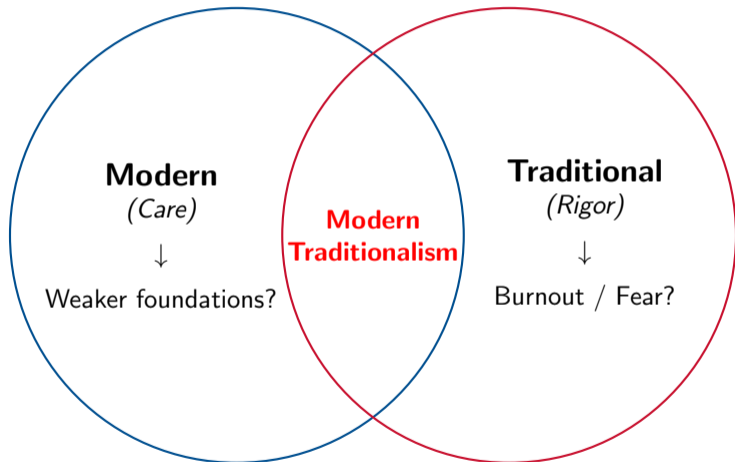 Modern
(Care)
↓
Weaker foundations?
Modern
Traditionalism
Traditional
(Rigor)
↓
Burnout / Fear?